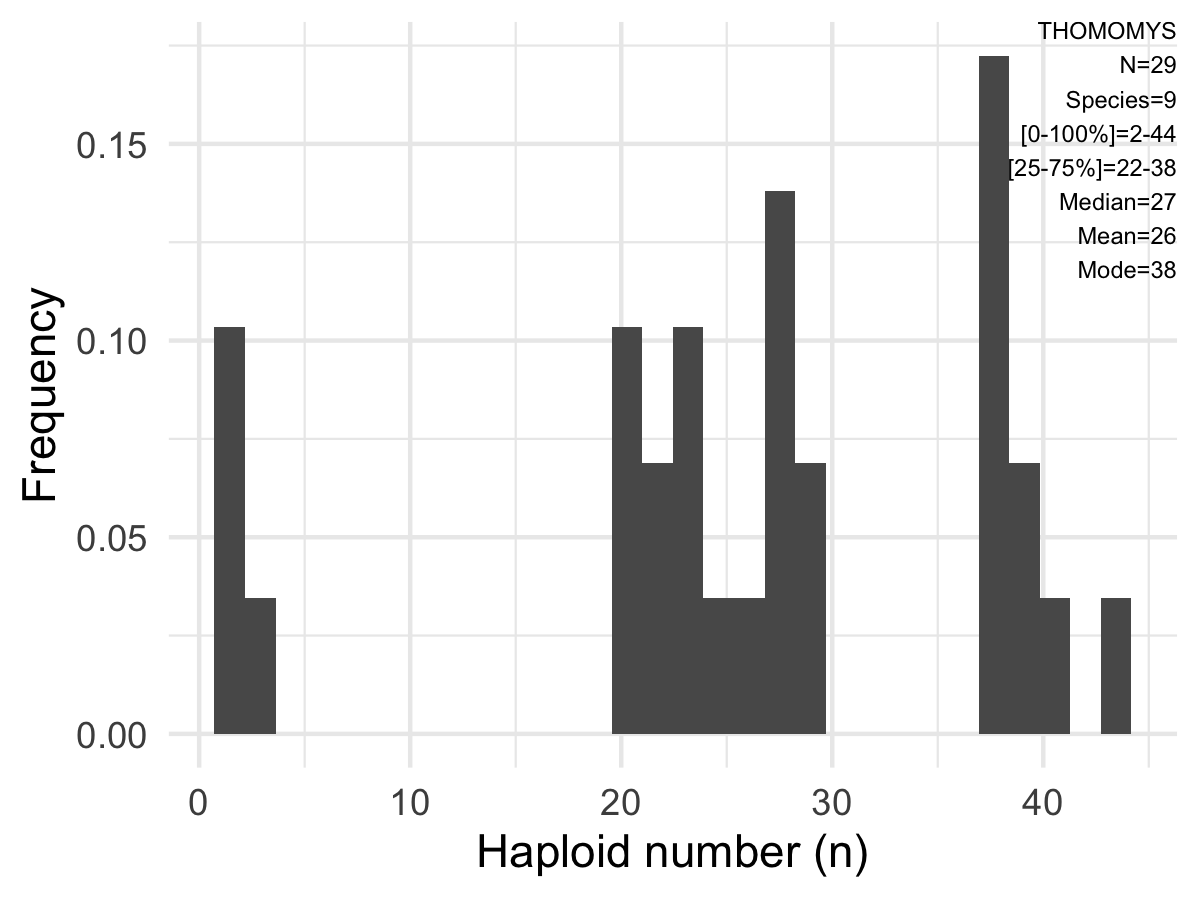 THOMOMYS
N=29
Species=9
[0-100%]=2-44
[25-75%]=22-38
Median=27
Mean=26
Mode=38
Frequency
0.15
0.10
0.05
0.00
0 10 20 30 40
Haploid number (n)